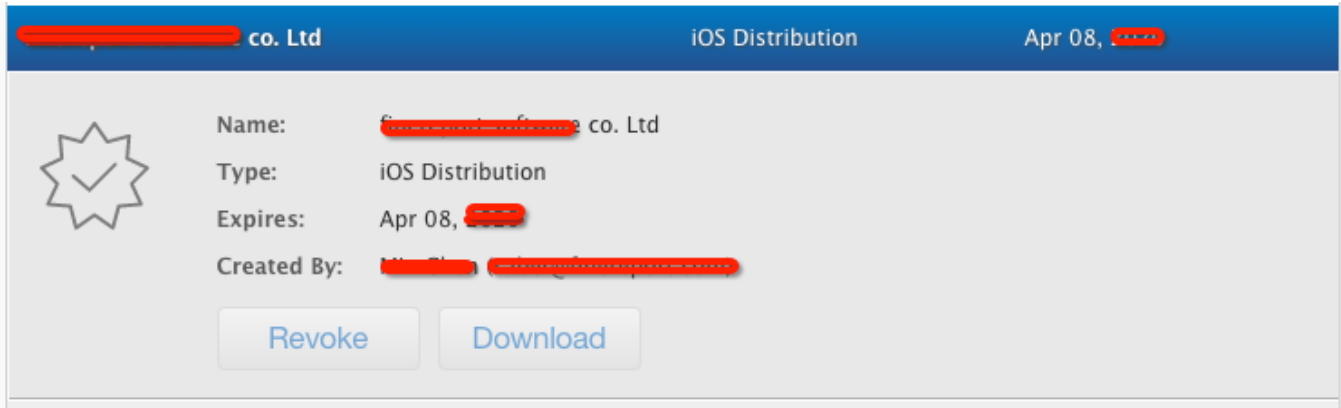 co. Ltd iOS Distribution Apr 08,
Name: co. Ltd
Type: iOS Distribution
Expires: Apr 08,
Created By:
Revoke Download